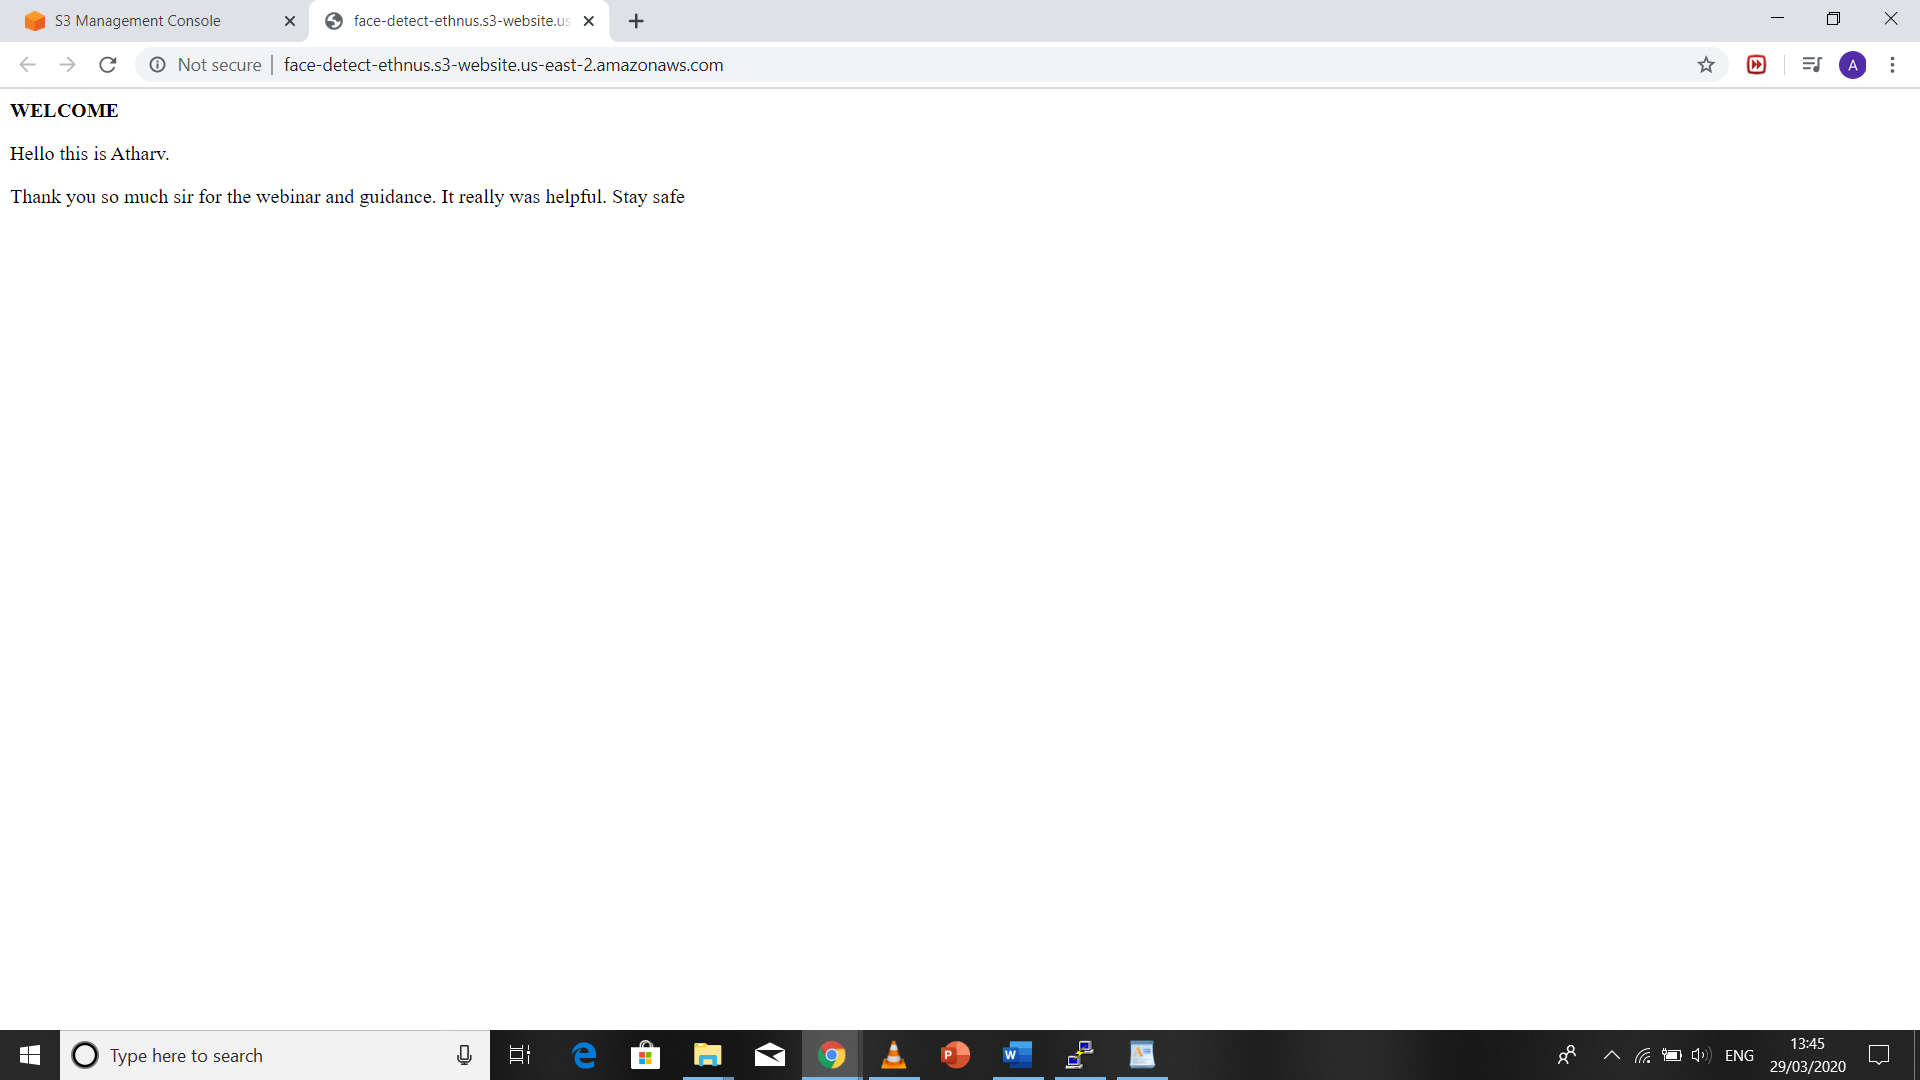 S3 Management Console
face-detect-ethnus.s3-website.us
Not secure
face-detect-ethnus.s3-website.us-east-2.amazonaws.com
A
WELCOME
Hello this is Atharv.
Thank you so much sir for the webinar and guidance. It really was helpful. Stay safe
Type here to search
ENG
13:45
29/03/2020